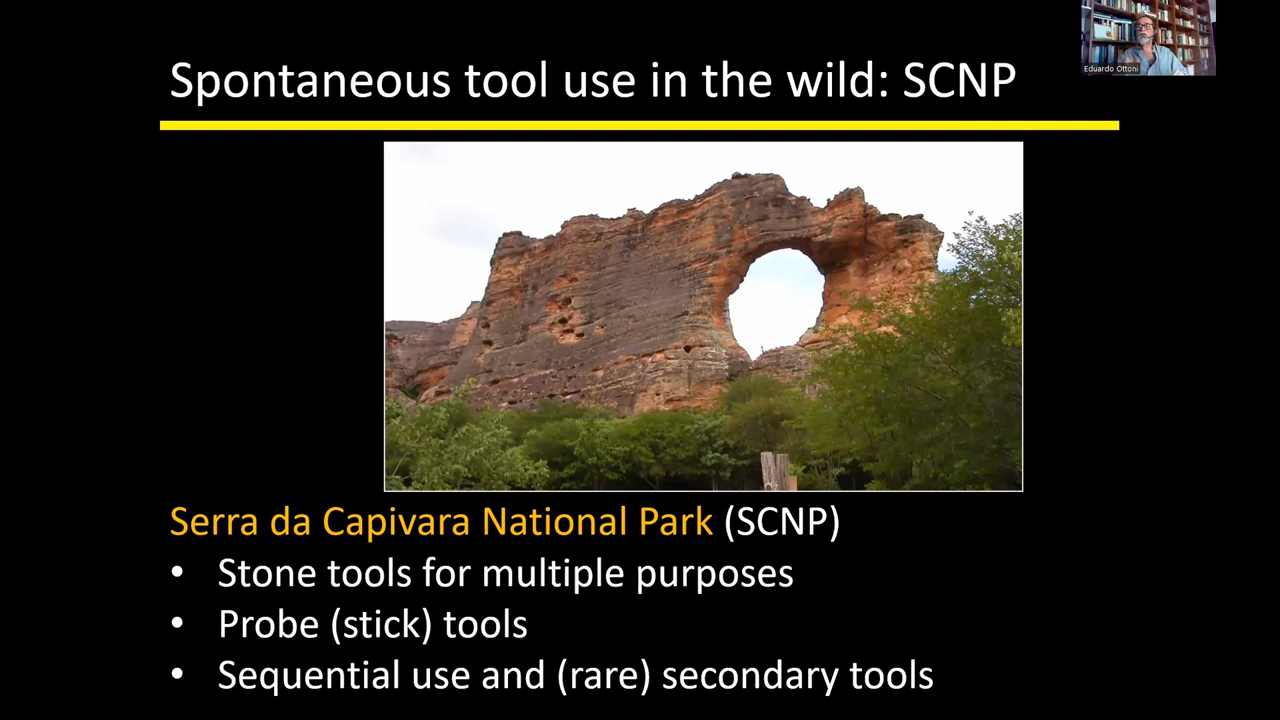 Eduardo Ottoni
Spontaneous tool use in the wild: SCNP
Serra da Capivara National Park (SCNP)
• Stone tools for multiple purposes
• Probe (stick) tools
• Sequential use and (rare) secondary tools